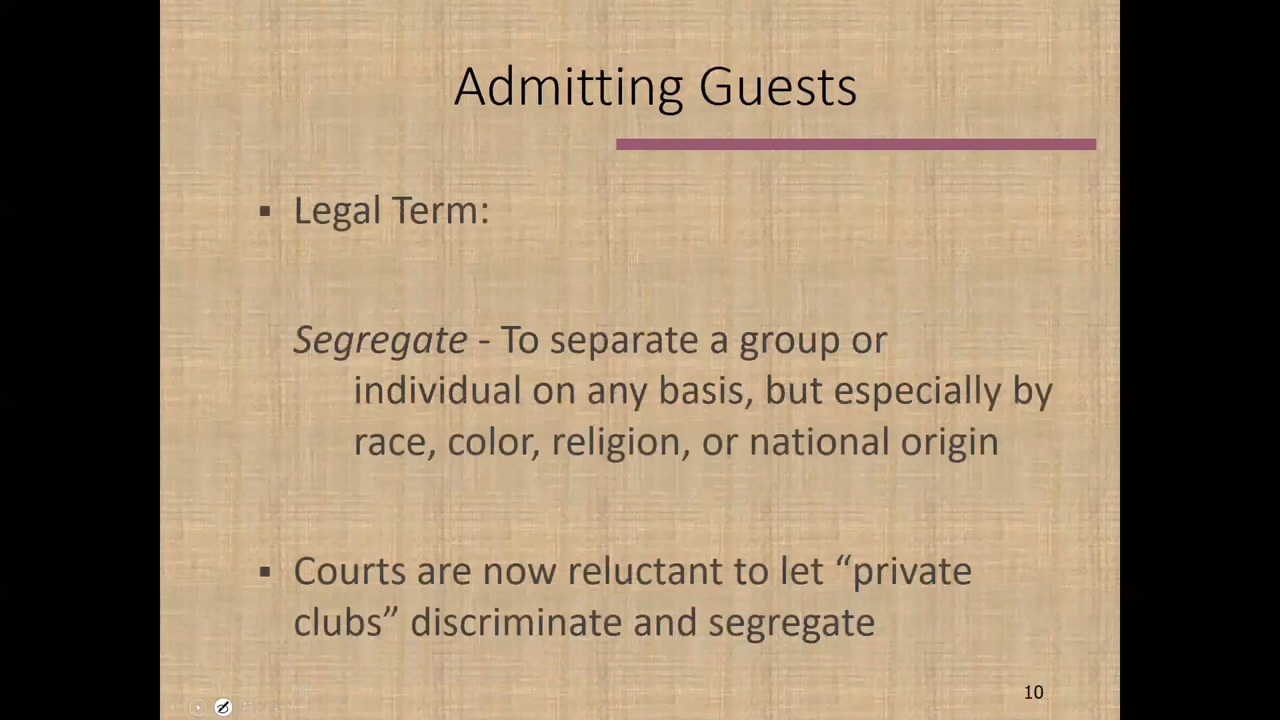 Admitting Guests
▪ Legal Term:
Segregate - To separate a group or
individual on any basis, but especially by
race, color, religion, or national origin
▪ Courts are now reluctant to let “private
clubs” discriminate and segregate
10